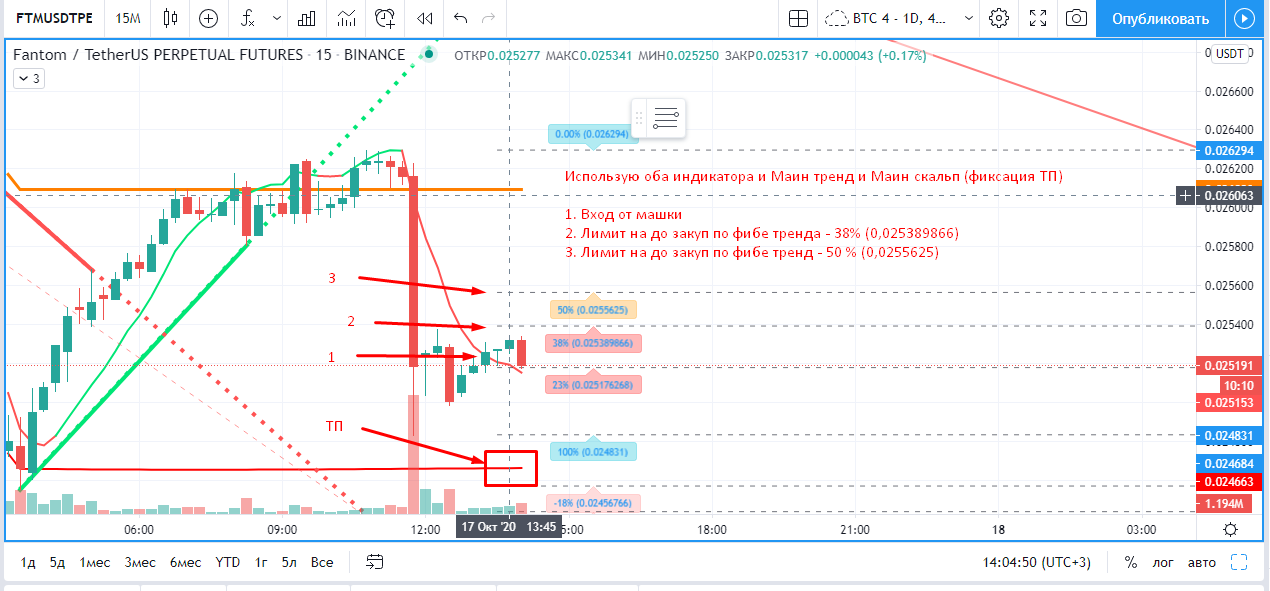 FTMUSDTPE 15М BTC 4 - 1D, 4... Опубликовать
Fantom / TetherUS PERPETUAL FUTURES · 15 · BINANCE ОТКР0.025277 МАКС0.025341 МИН0.025250 ЗАКР0.025317 +0.000043 (+0.17%) USDT
3
0.026600
0.00% (0.026294)
0.026400
0.026294
0.026200
Использую оба индикатора и Маин тренд и Маин скальп (фиксация ТП)
0.026063
0.026000
1. Вход от машки
2. Лимит на до закуп по фибе тренда - 38% (0,025389866)
0.025800
3. Лимит на до закуп по фибе тренд - 50 % (0,0255625)
3
0.025600
50% (0.0255625)
2
0.025400
38% (0.025389866)
1
0.025191
23% (0.025176268)
10:10
0.025153
ТП
0.024831
100% (0.024831)
0.024684
0.024663
-18% (0.02456766)
1.194M
06:00 09:00 12:00 17 Окт '20 13:45 5:00 18:00 21:00 18 03:00
1д 5д 1мес 3мес 6мес YTD 1г 5л Все 14:04:50 (UTC+3) % лог авто